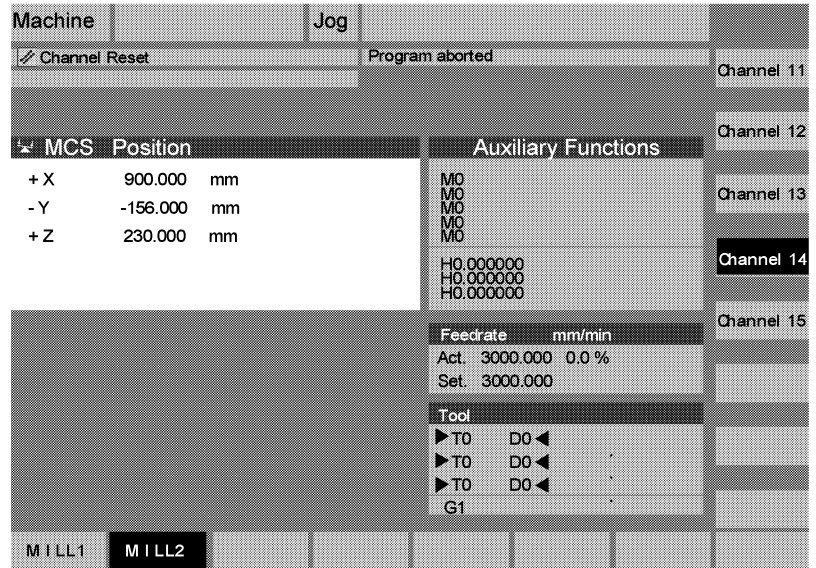 Machine Jog
Channel Reset Program aborted
MCS Position
+ X 900.000 mm
- Y -156.000 mm
+ Z 230.000 mm
Auxiliary Functions
M0
M0
M0
M0
M0
H0.000000
H0.000000
H0.000000
Feedrate mm/min
Act. 3000.000 0.0 %
Set. 3000.000
Tool
T0 D0
T0 D0
T0 D0
G1
Channel 11
Channel 12
Channel 13
Channel 14
Channel 15
MILL1 MILL2